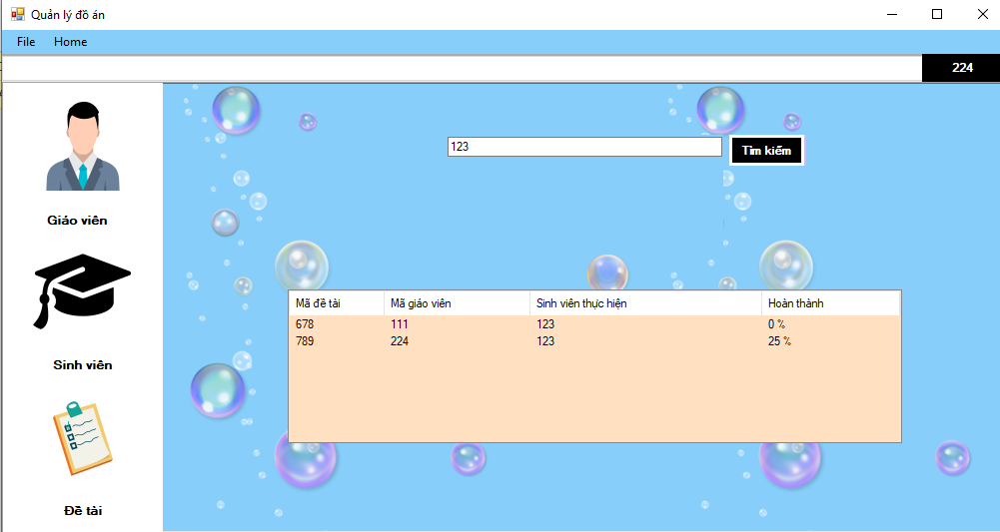 Quản lý đồ án
File Home
224
123 Tìm kiếm
Giáo viên
Mã đề tài Mã giáo viên Sinh viên thực hiện Hoàn thành
678 111 123 0 %
789 224 123 25 %
Sinh viên
Đề tài